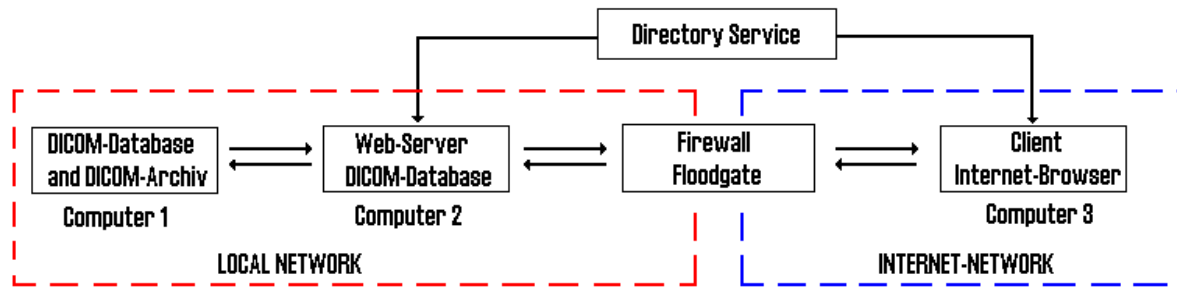 Directory Service
DICOM-Database
and DICOM-Archiv
Computer 1
Web-Server
DICOM-Database
Computer 2
Firewall
Floodgate
Client
Internet-Browser
Computer 3
LOCAL NETWORK
INTERNET-NETWORK